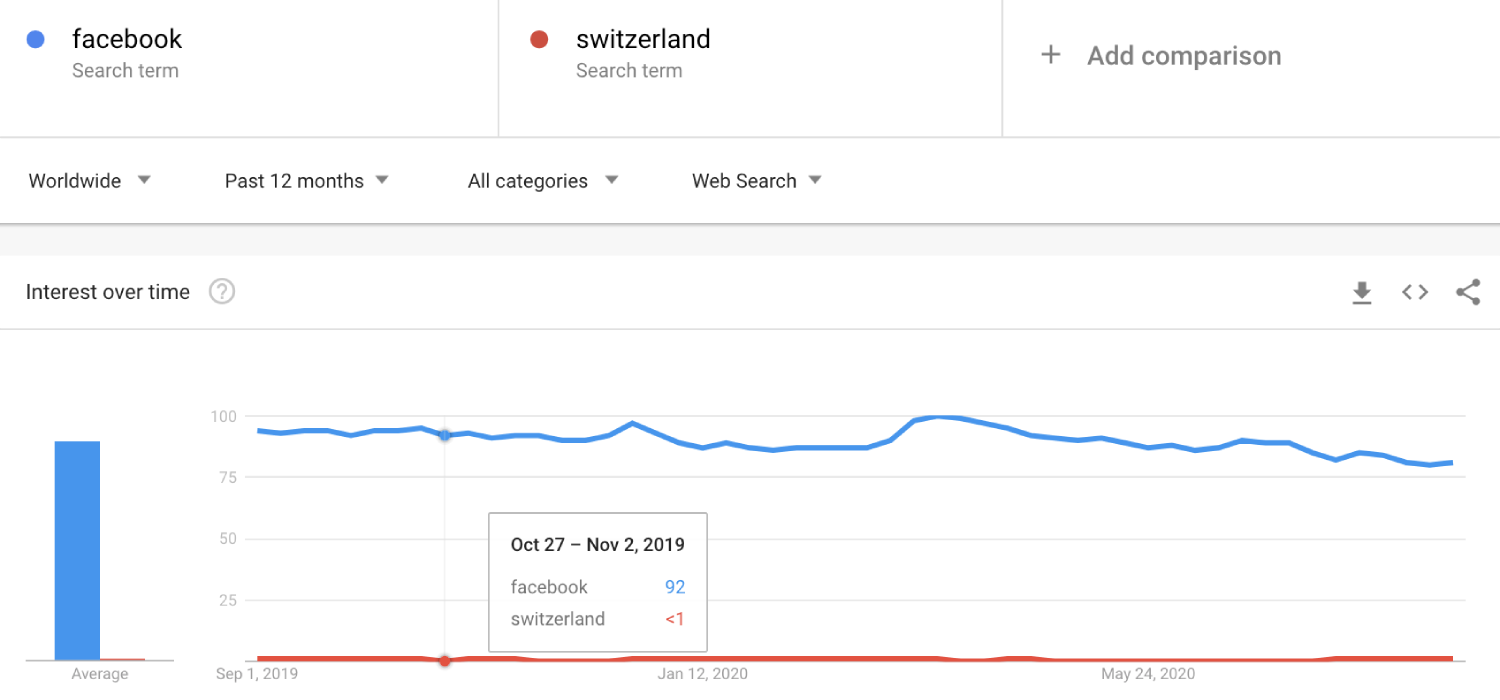 facebook
Search term
switzerland
Search term
+ Add comparison
Worldwide
Past 12 months
All categories
Web Search
Interest over time ?
100
75
50
25
Oct 27 – Nov 2, 2019
facebook 92
switzerland <1
Average
Sep 1, 2019
Jan 12, 2020
May 24, 2020